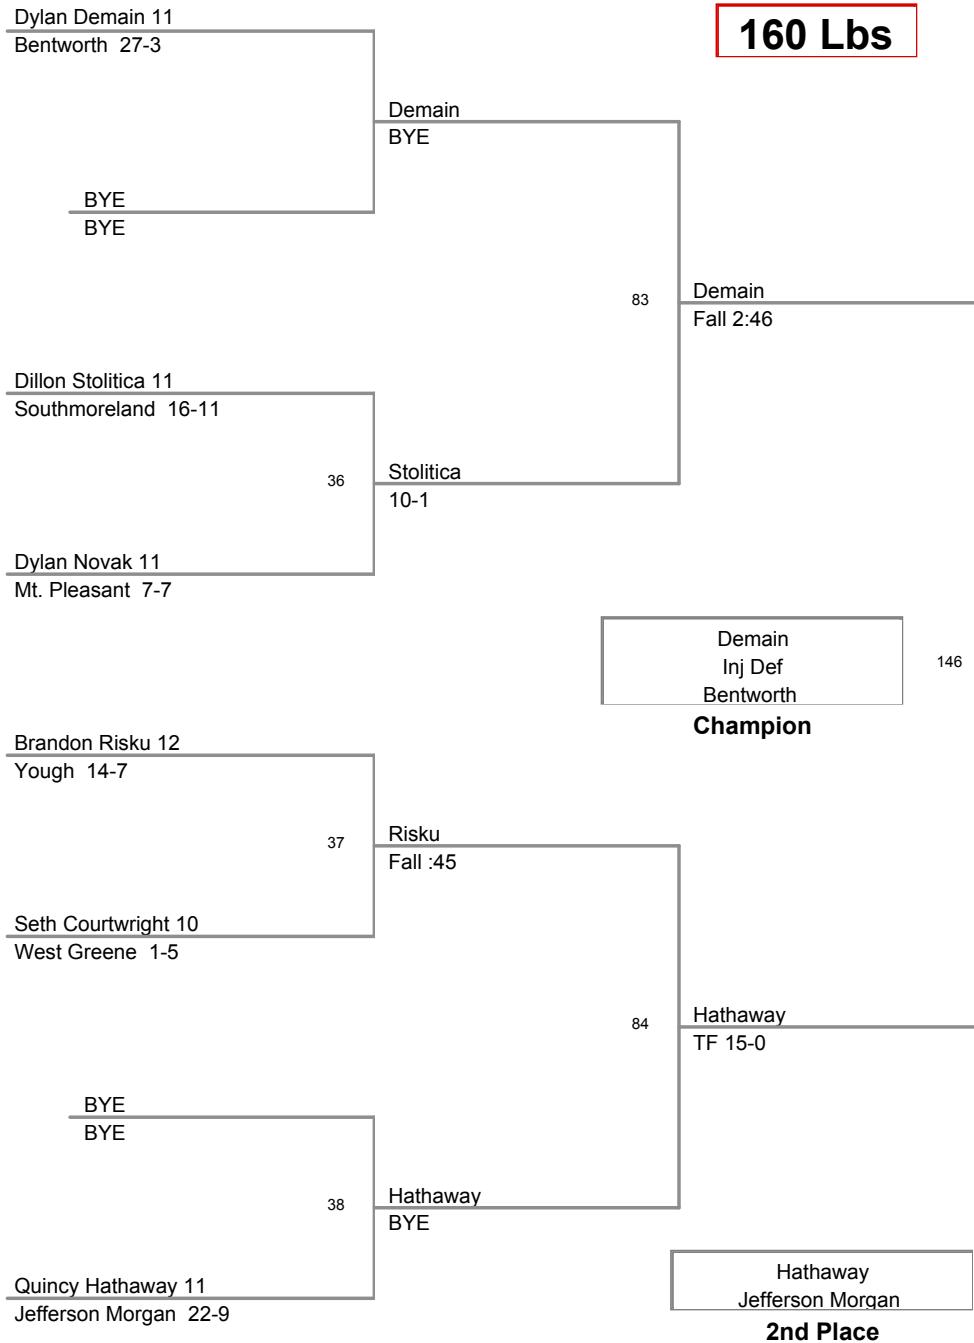 Dylan Demain 11
Bentworth  27-3
160 Lbs
Demain
BYE
BYE
BYE
83
Demain
Fall 2:46
Dillon Stolitica 11
Southmoreland  16-11
36
Stolitica
10-1
Dylan Novak 11
Mt. Pleasant  7-7
Demain
Inj Def
Bentworth
146
Champion
Brandon Risku 12
Yough  14-7
37
Risku
Fall :45
Seth Courtwright 10
West Greene  1-5
84
Hathaway
TF 15-0
BYE
BYE
38
Hathaway
BYE
Quincy Hathaway 11
Jefferson Morgan  22-9
Hathaway
Jefferson Morgan
2nd Place